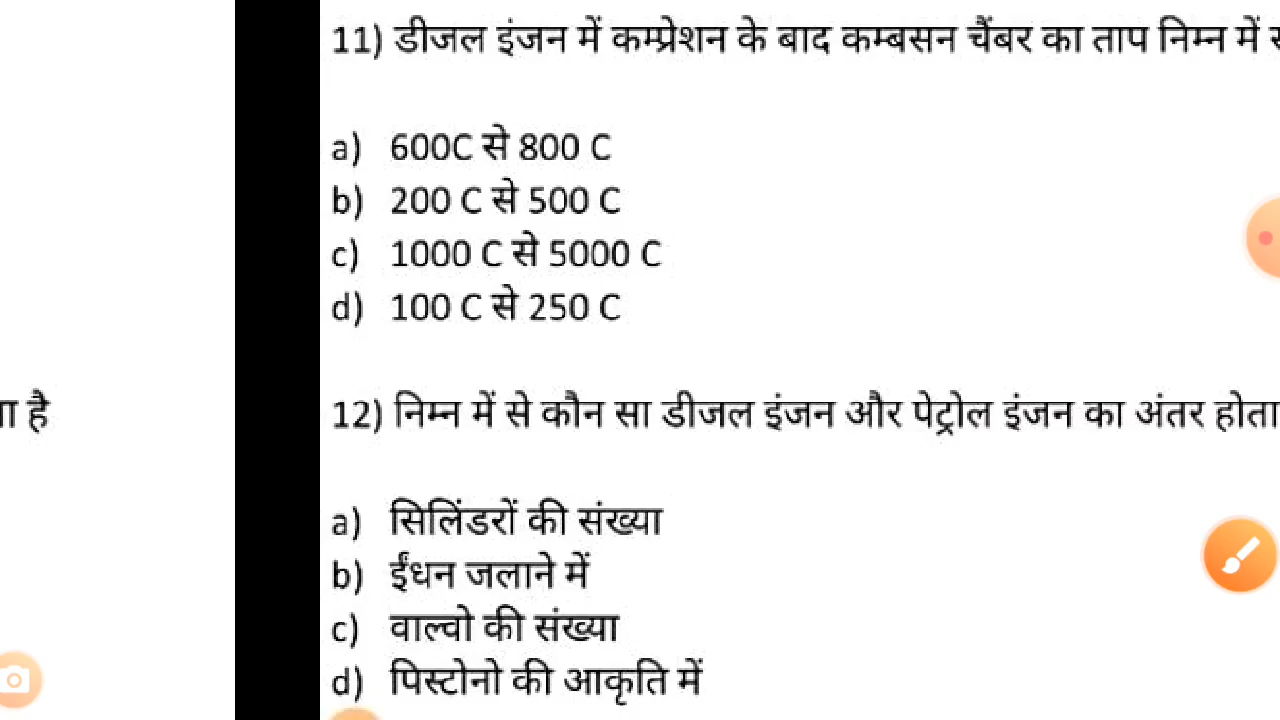 11) डीजल इंजन में कम्प्रेशन के बाद कम्बसन चैंबर का ताप निम्न में
a) 600C से 800 C
b) 200 C से 500 C
c) 1000 C से 5000 C
d) 100 C से 250 C
है
12) निम्न में से कौन सा डीजल इंजन और पेट्रोल इंजन का अंतर होता
a) सिलिंडरों की संख्या
b) ईंधन जलाने में
c) वाल्वो की संख्या
d) पिस्टोनो की आकृति में